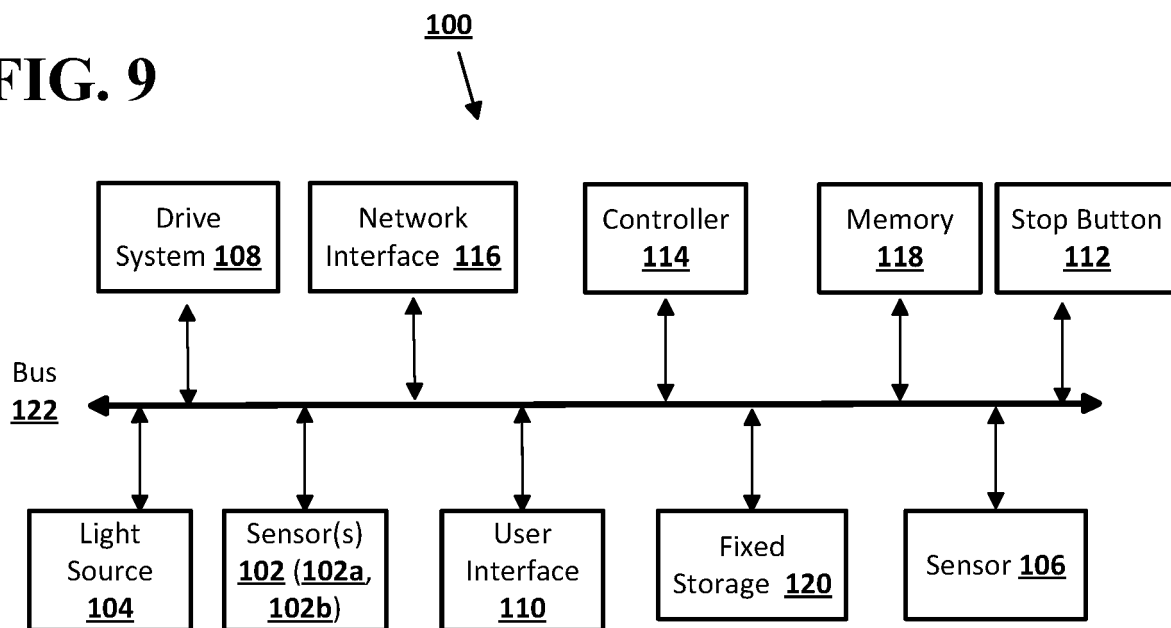 100
FIG. 9
Drive
System 108
Network
Interface 116
Controller
114
Memory
118
Stop Button
112
Bus
122
Light
Source
104
Sensor(s)
102 (102a,
102b)
User
Interface
110
Fixed
Storage 120
Sensor 106